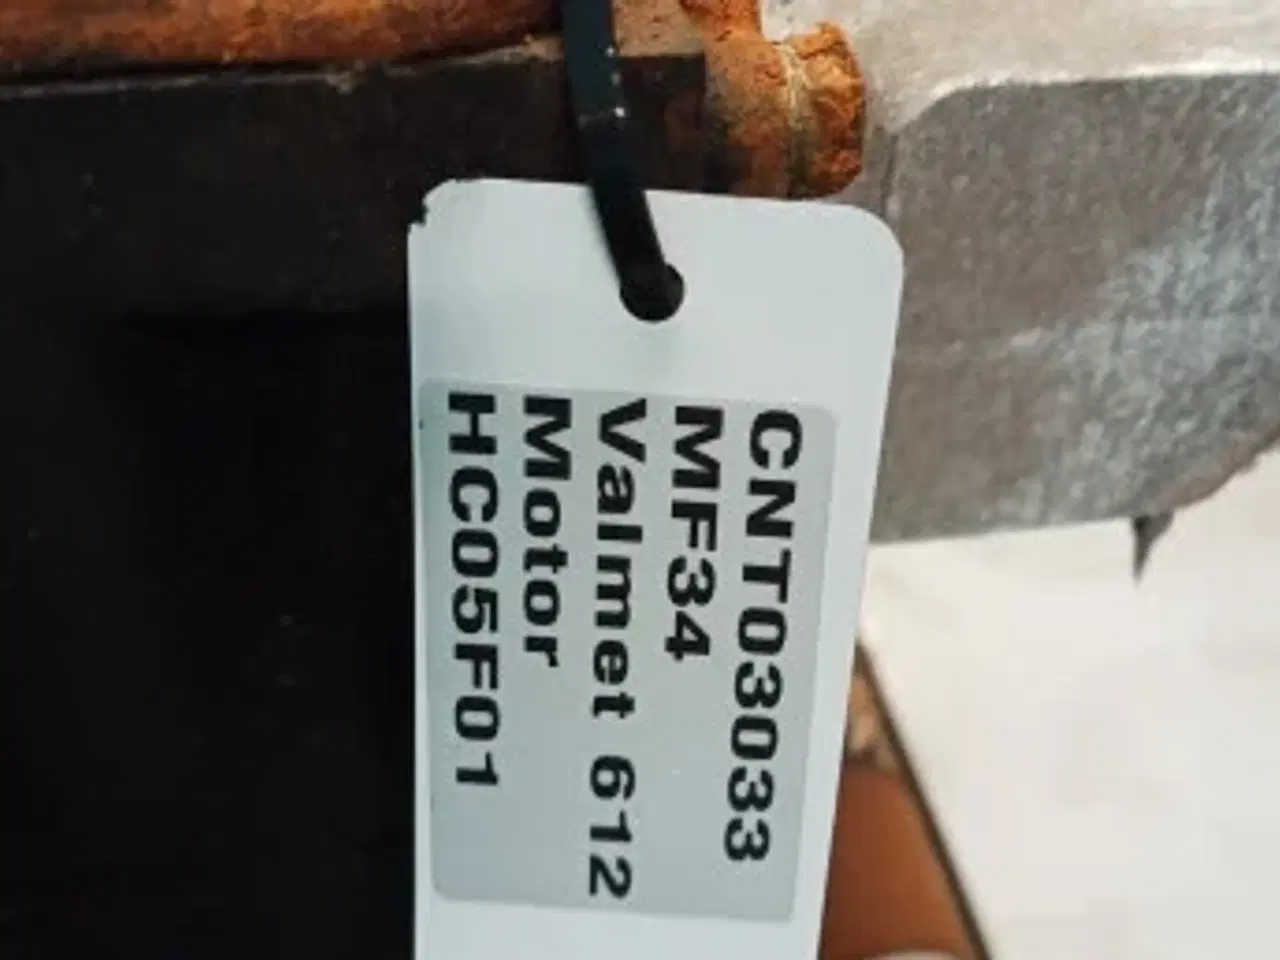 CNT03033
MF34
Valmet 612
Motor
HC05F01